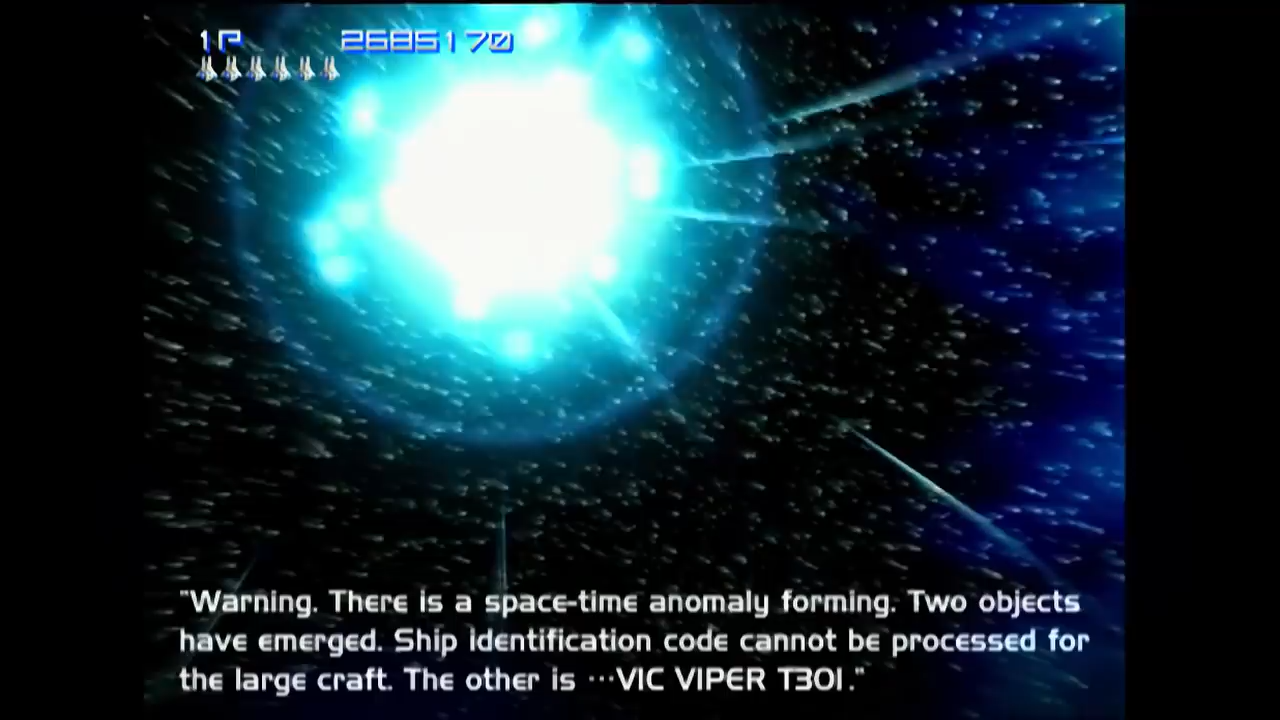 1P 2685170
"Warning. There is a space-time anomaly forming. Two objects
have emerged. Ship identification code cannot be processed for
the large craft. The other is ···VIC VIPER T301."